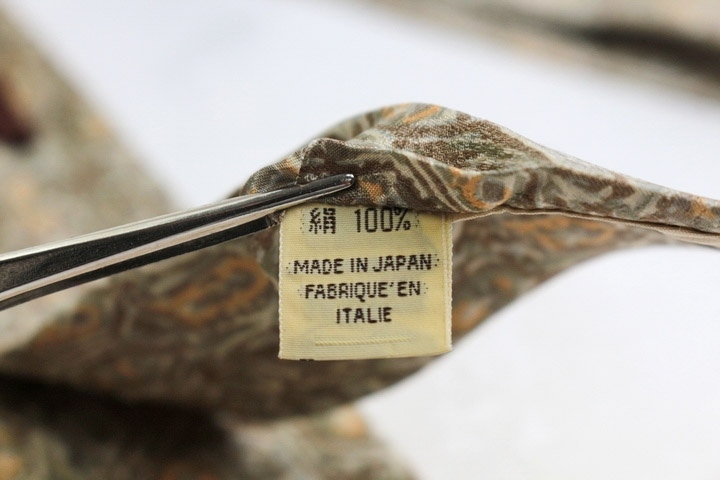 絹 100%
MADE IN JAPAN
FABRIQUE EN
ITALIE